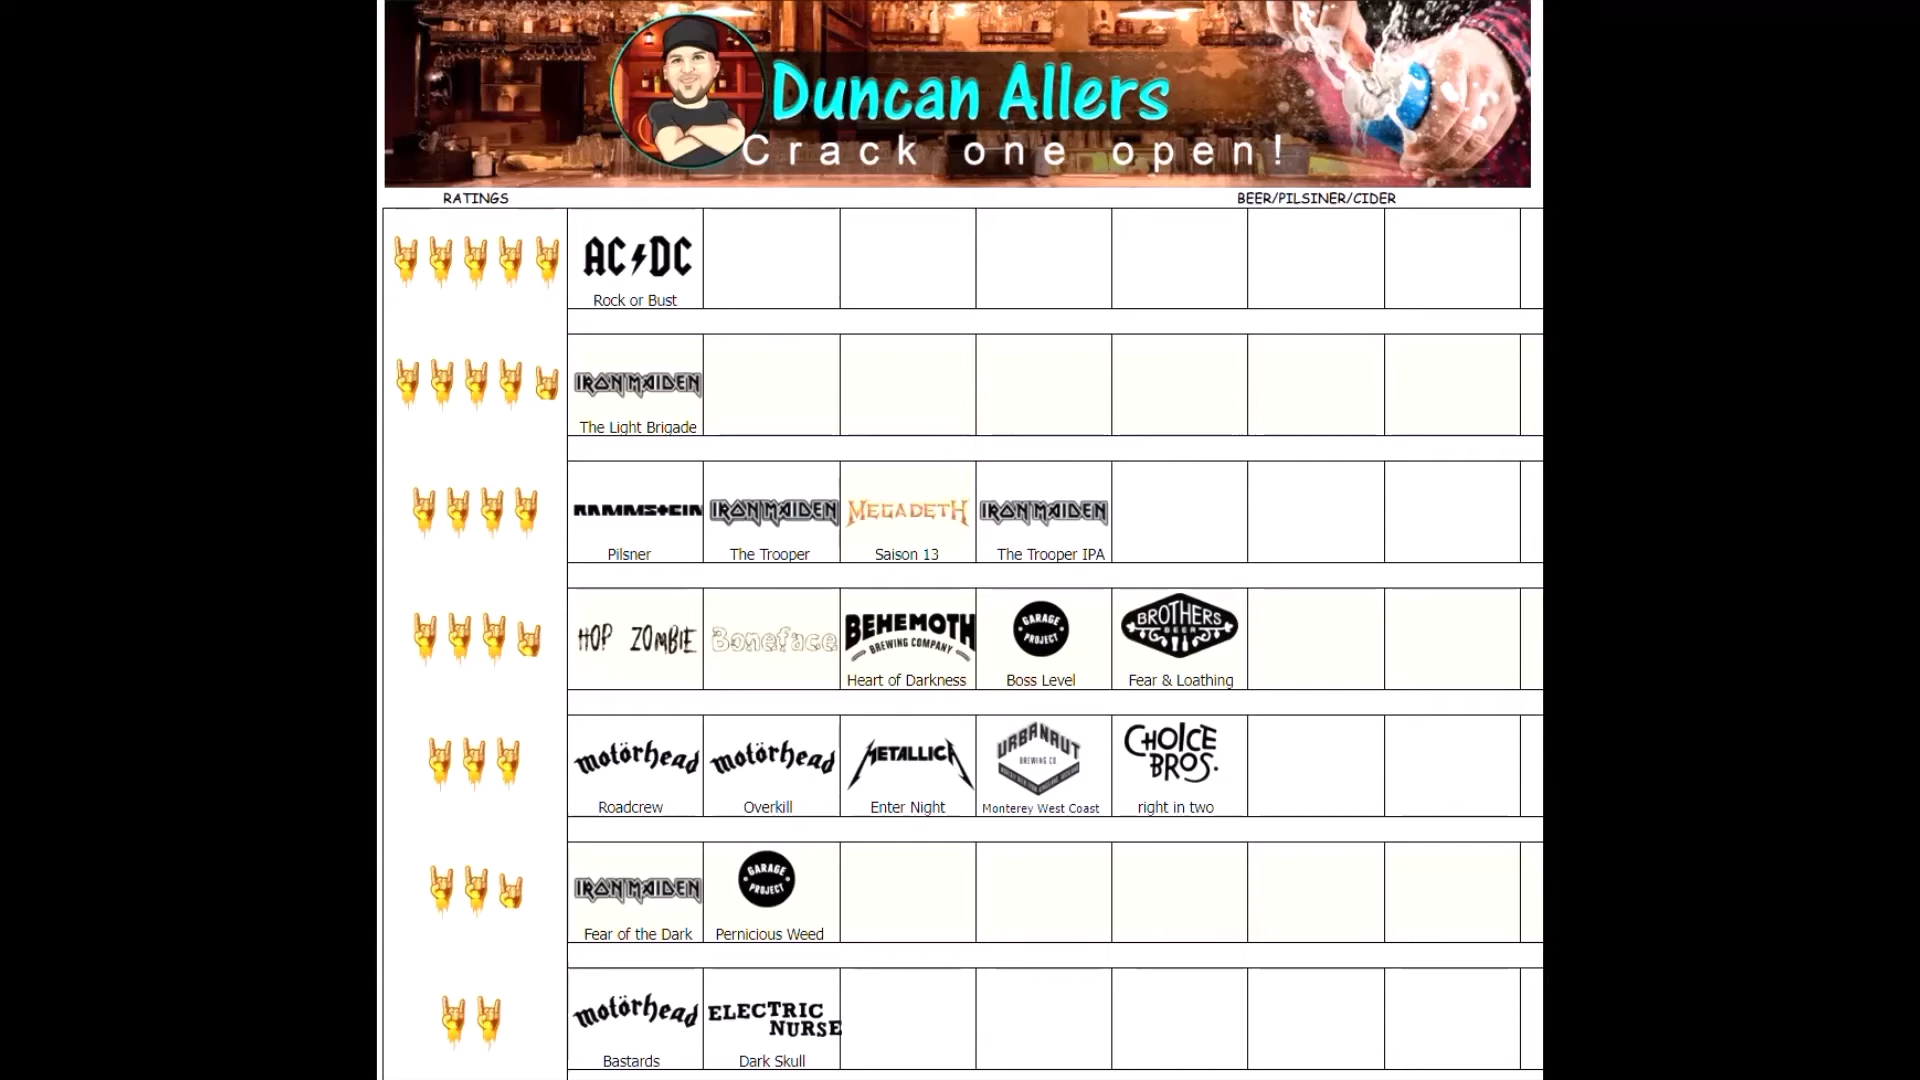 Duncan Allers
Crack one open!
RATINGS BEER/PILSINER/CIDER
AC DC
Rock or Bust
IRON MAIDEN
The Light Brigade
RAMMSTEIN IRON MAIDEN MEGADETH IRON MAIDEN
Pilsner The Trooper Saison 13 The Trooper IPA
HOP ZOMBIE Boneface BEHEMOTH BREWING COMPANY GARAGE PROJECT BROTHERS BEER
Heart of Darkness Boss Level Fear & Loathing
motörhead motörhead METALLICA URBANAUT BREWING CO CHOICE BROS.
Roadcrew Overkill Enter Night Monterey West Coast right in two
IRON MAIDEN GARAGE PROJECT
Fear of the Dark Pernicious Weed
motörhead ELECTRIC NURSE
Bastards Dark Skull